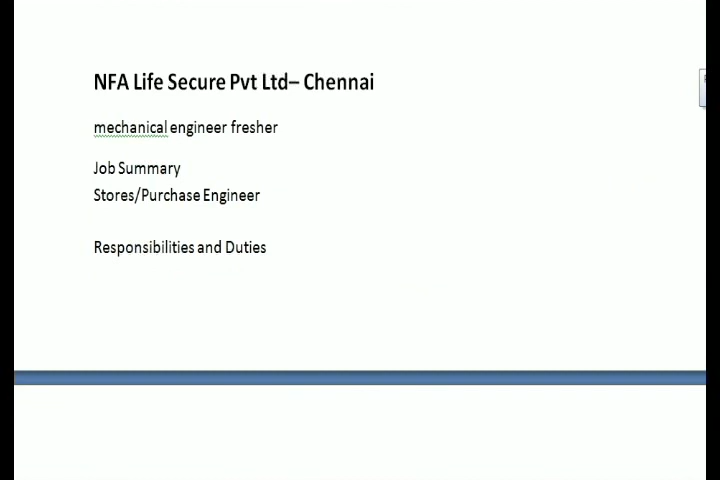 NFA Life Secure Pvt Ltd– Chennai
mechanical engineer fresher
Job Summary
Stores/Purchase Engineer
Responsibilities and Duties